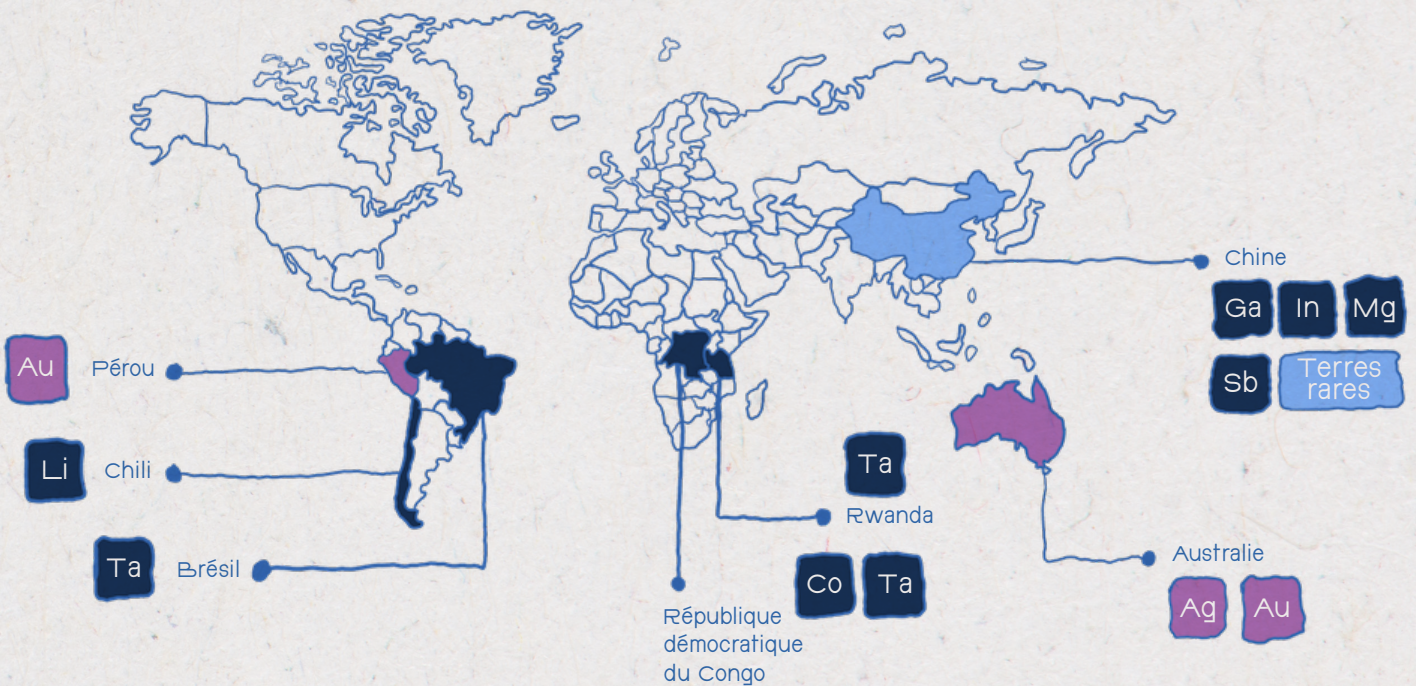 Chine
Ga In Mg
Sb Terres
rares
Au Pérou
Li Chili
Ta Brésil
Ta
Rwanda
Co Ta
République
démocratique
du Congo
Australie
Ag Au